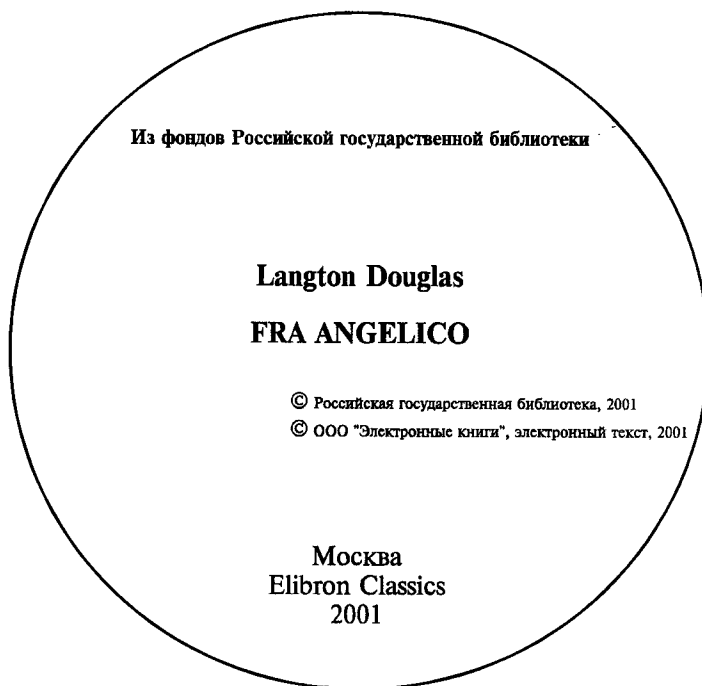 Из фондов Российской государственной библиотеки
Langton Douglas
FRA ANGELICO
© Российская государственная библиотека, 2001
© ООО "Электронные книги", электронный текст, 2001
Москва
Elibron Classics
2001